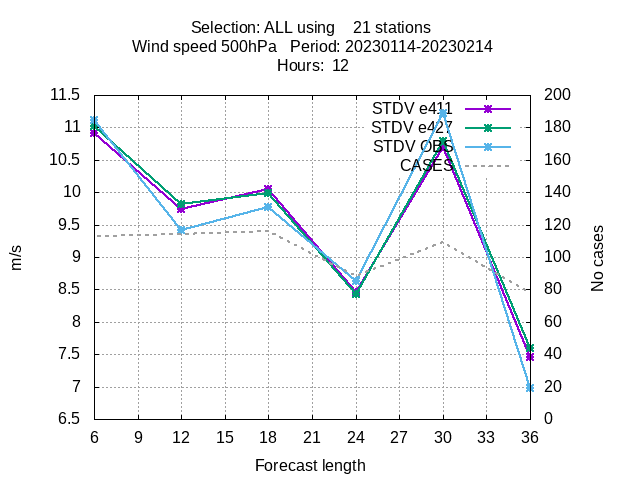 Selection: ALL using    21 stations
Wind speed 500hPa   Period: 20230114-20230214
Hours:  12
11.5
11
10.5
10
9.5
9
8.5
8
7.5
7
6.5
m/s
STDV e411
STDV e427
STDV OBS
CASES
200
180
160
140
120
100
80
60
40
20
0
No cases
6 9 12 15 18 21 24 27 30 33 36
Forecast length